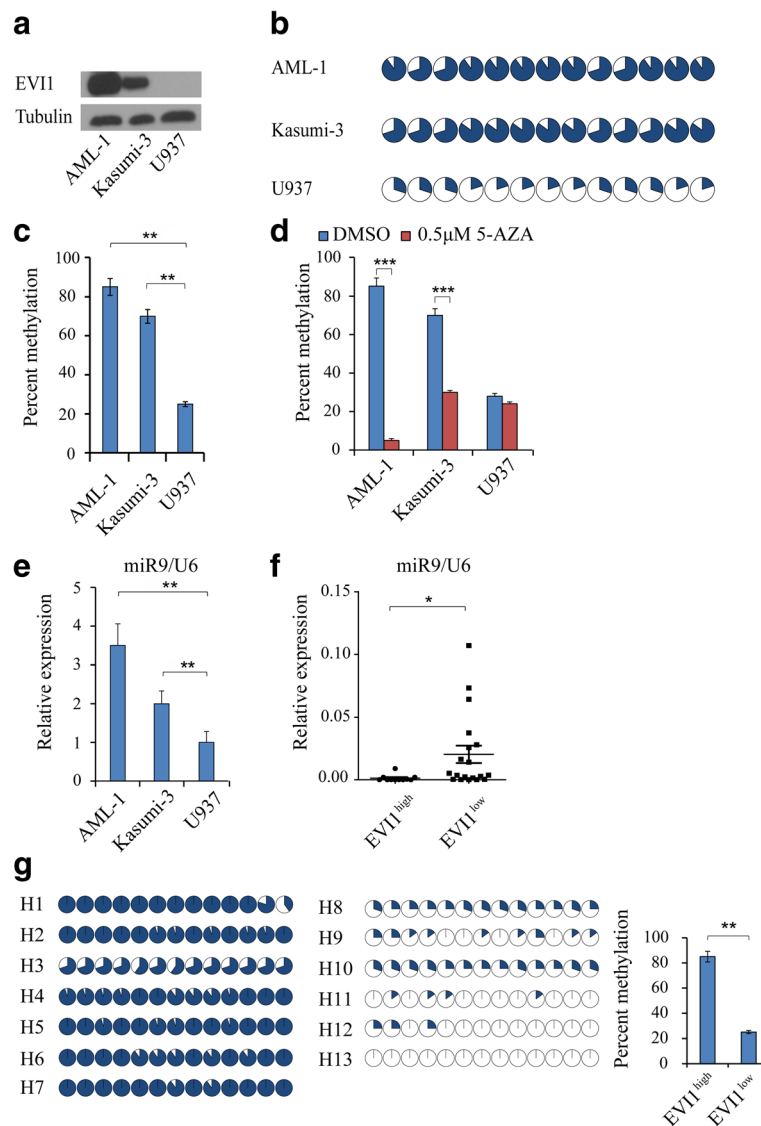 a
EVI1
Tubulin
AML-1
Kasumi-3
U937
b
AML-1
Kasumi-3
U937
c
Percent methylation
100
80
60
40
20
0
**
**
AML-1
Kasumi-3
U937
d
DMSO
0.5µM 5-AZA
Percent methylation
100
80
60
40
20
0
***
***
AML-1
Kasumi-3
U937
e
miR9/U6
Relative expression
5
4
3
2
1
0
**
**
AML-1
Kasumi-3
U937
f
miR9/U6
Relative expression
0.15
0.10
0.05
0.00
*
EVI1high
EVI1low
g
H1
H2
H3
H4
H5
H6
H7
H8
H9
H10
H11
H12
H13
Percent methylation
100
80
60
40
20
0
**
EVI1high
EVI1low